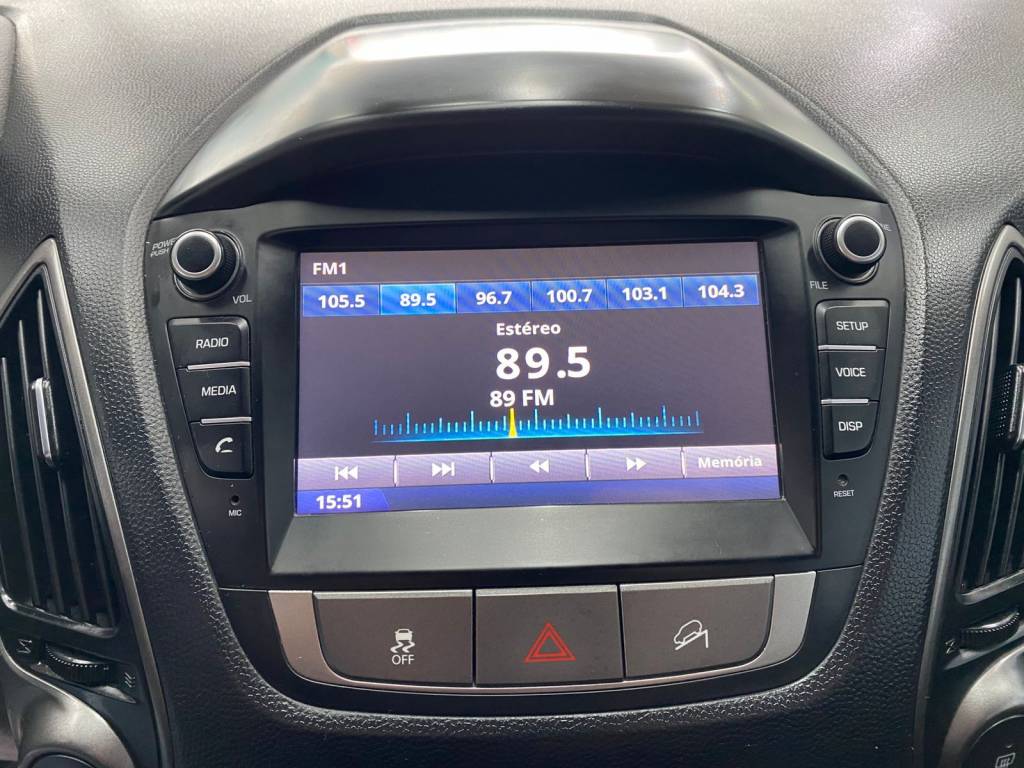 POWER
PUSH
VOL
RADIO
MEDIA
MIC
FM1
105.5 89.5 96.7 100.7 103.1 104.3
Estéreo
89.5
89 FM
Memória
15:51
FILE
SETUP
VOICE
DISP
RESET
OFF